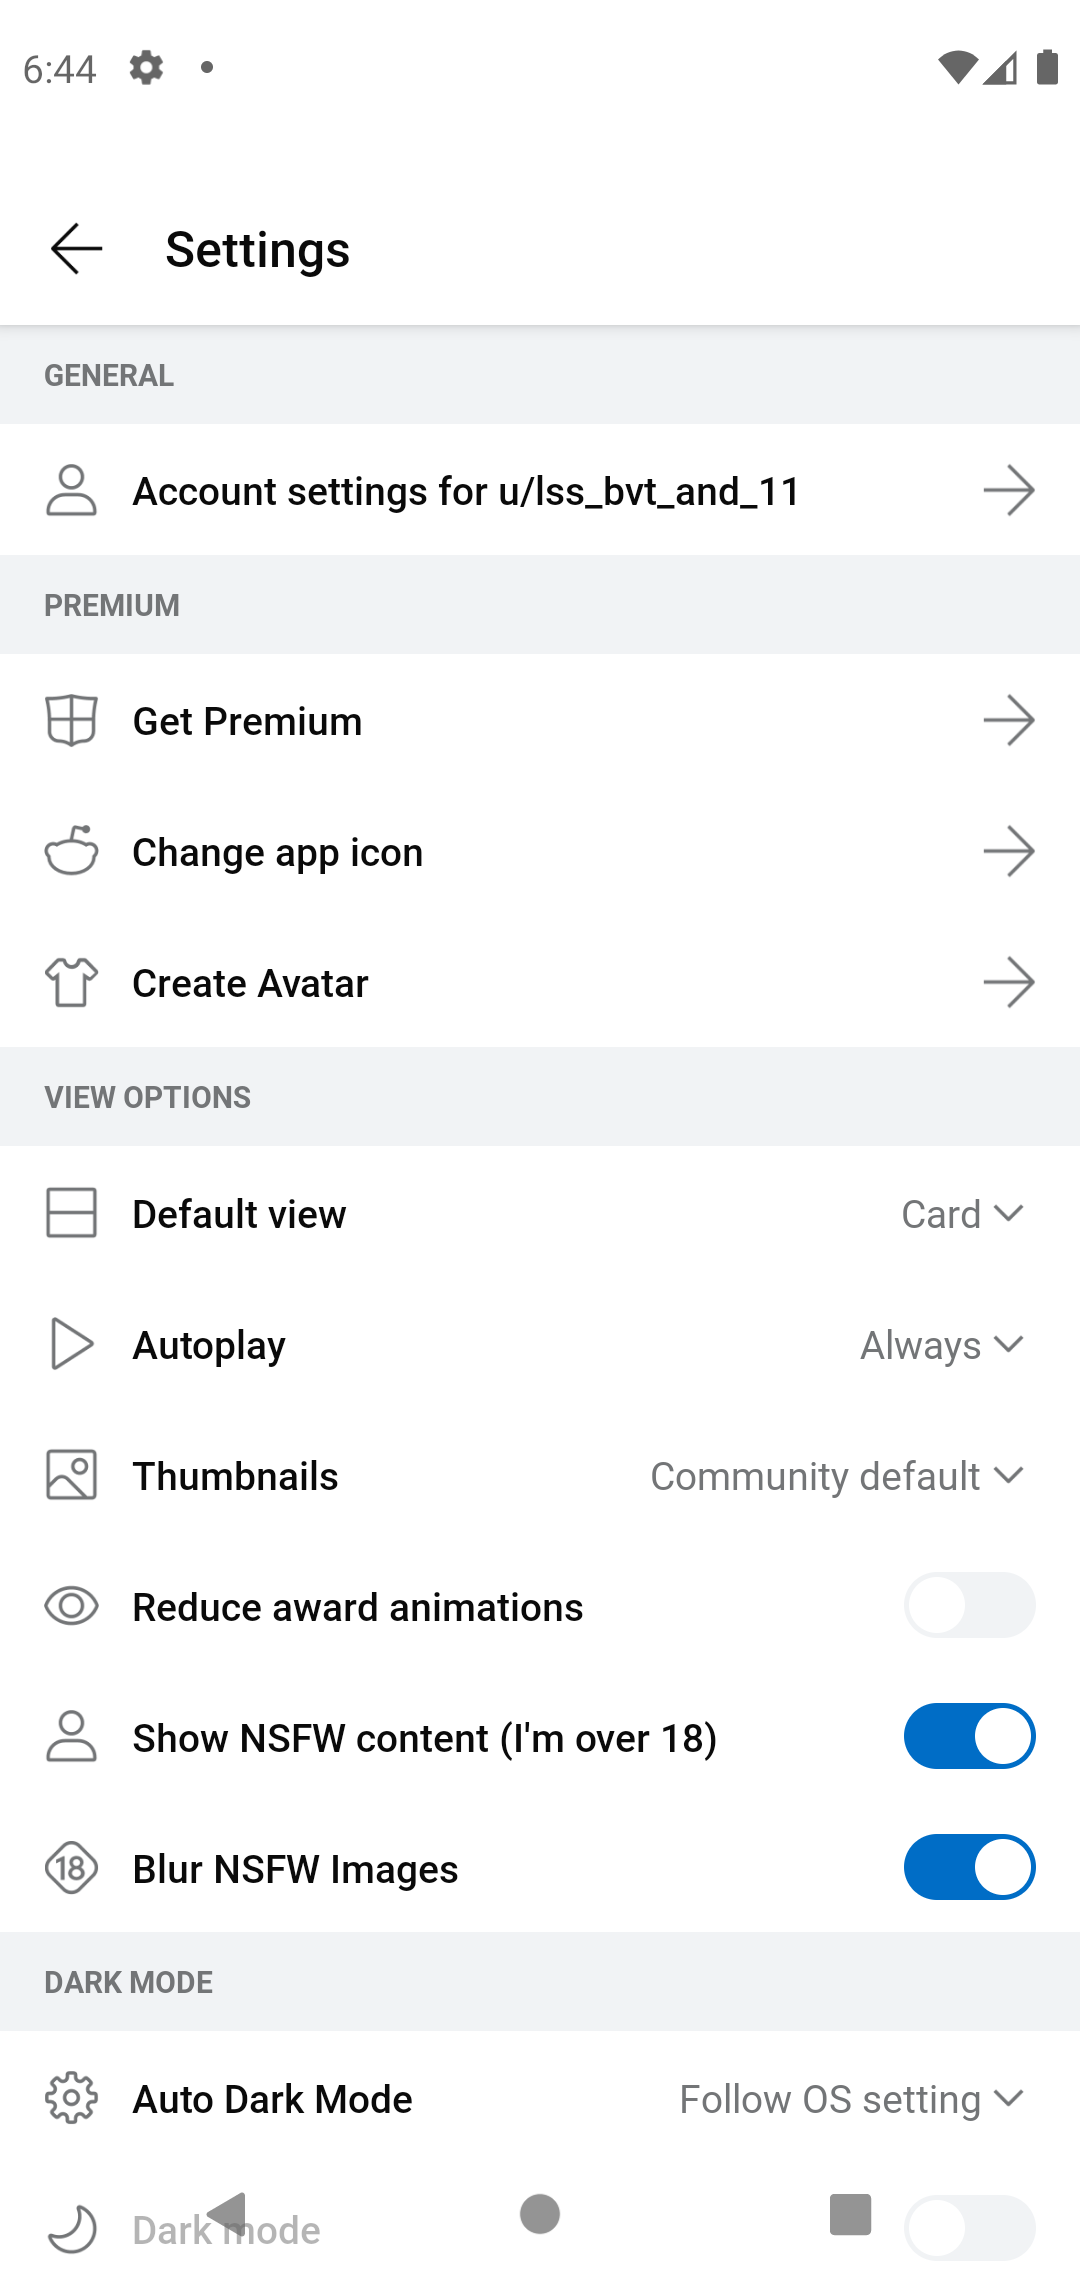 6:44
Settings
GENERAL
Account settings for u/lss_bvt_and_11
PREMIUM
Get Premium
Change app icon
Create Avatar
VIEW OPTIONS
Default view Card
Autoplay Always
Thumbnails Community default
Reduce award animations
Show NSFW content (I'm over 18)
18 Blur NSFW Images
DARK MODE
Auto Dark Mode Follow OS setting
Dark mode